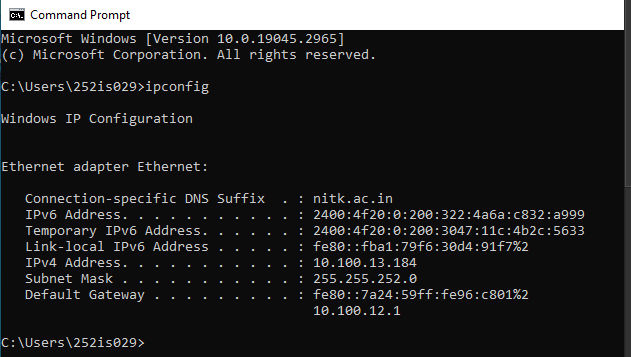 Command Prompt
Microsoft Windows [Version 10.0.19045.2965]
(c) Microsoft Corporation. All rights reserved.
C:\Users\252is029>ipconfig
Windows IP Configuration
Ethernet adapter Ethernet:
Connection-specific DNS Suffix  . : nitk.ac.in
IPv6 Address. . . . . . . . . . . : 2400:4f20:0:200:322:4a6a:c832:a999
Temporary IPv6 Address. . . . . . : 2400:4f20:0:200:3047:11c:4b2c:5633
Link-local IPv6 Address . . . . . : fe80::fba1:79f6:30d4:91f7%2
IPv4 Address. . . . . . . . . . . : 10.100.13.184
Subnet Mask . . . . . . . . . . . : 255.255.252.0
Default Gateway . . . . . . . . . : fe80::7a24:59ff:fe96:c801%2
10.100.12.1
C:\Users\252is029>